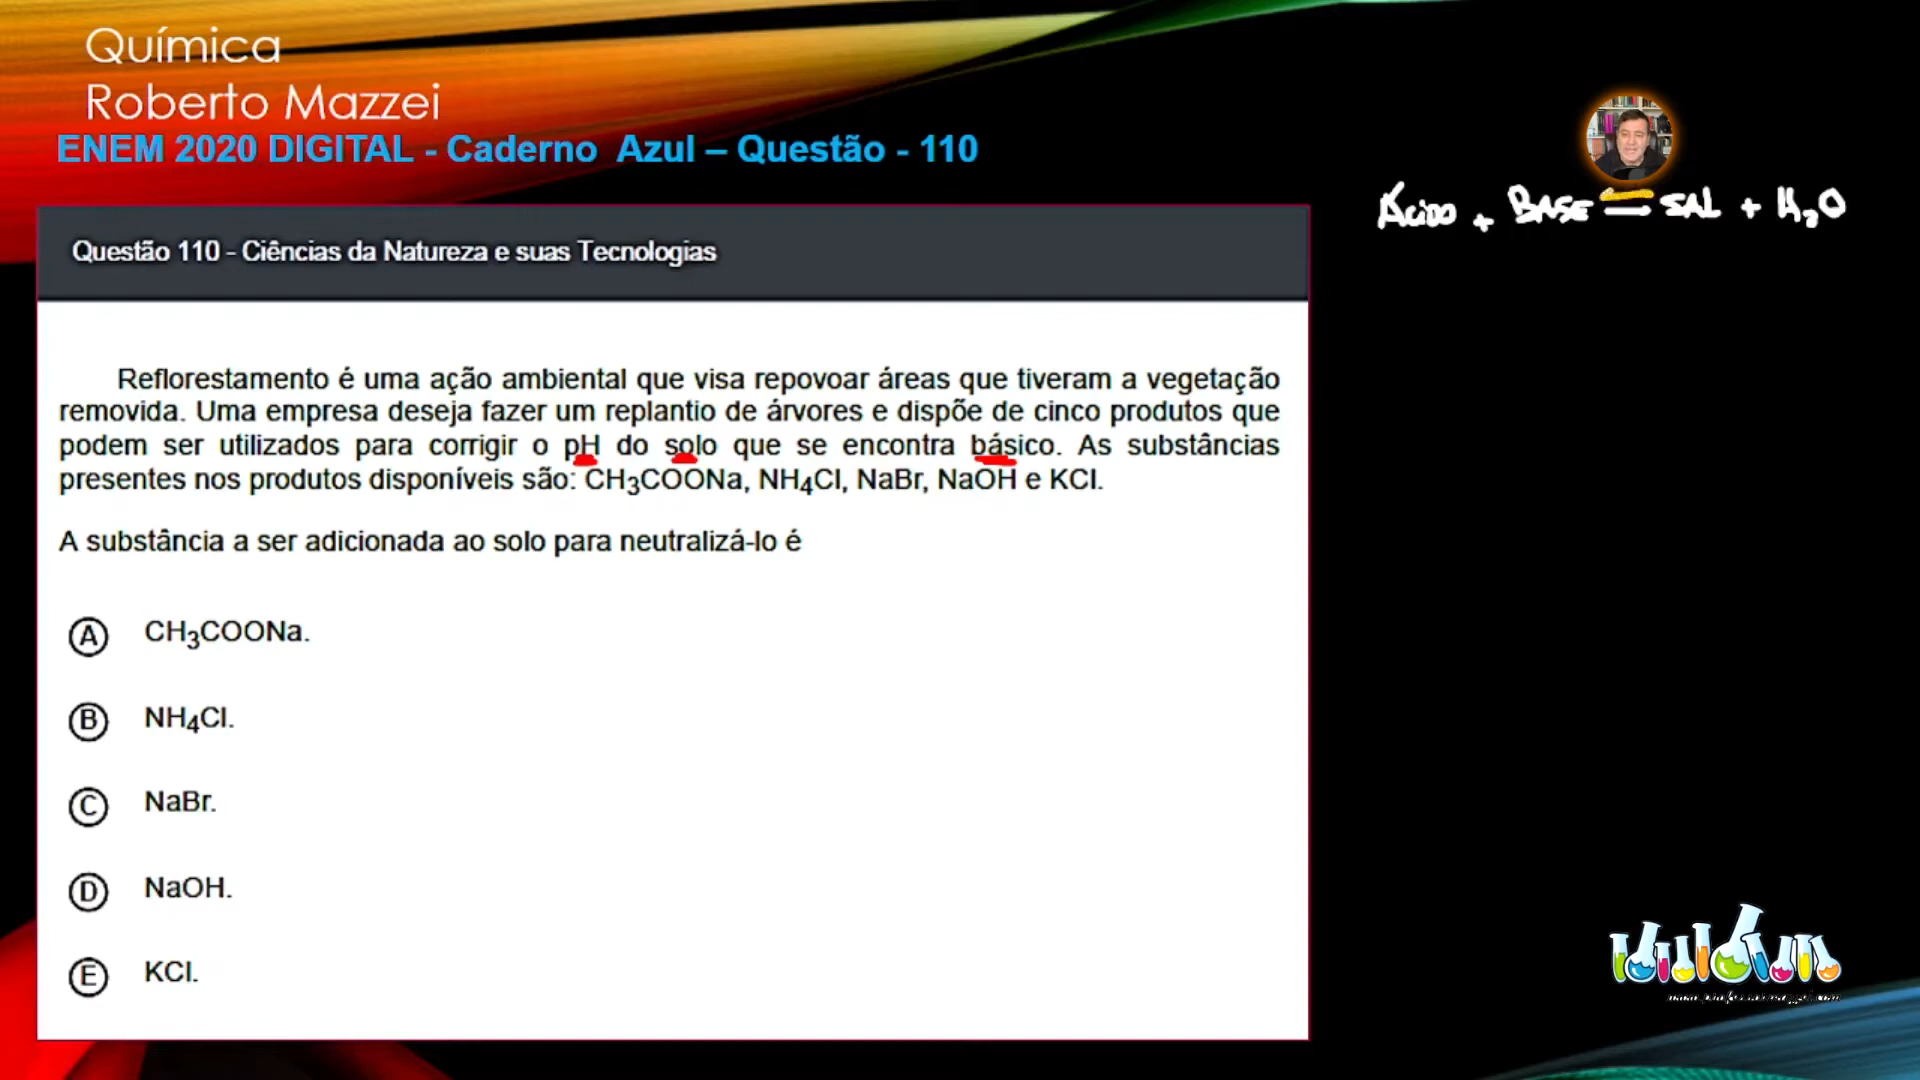 Química
Roberto Mazzei
ENEM 2020 DIGITAL - Caderno Azul – Questão - 110
Ácido + BASE ⇌ SAL + H₂O
Questão 110 - Ciências da Natureza e suas Tecnologias
Reflorestamento é uma ação ambiental que visa repovoar áreas que tiveram a vegetação
removida. Uma empresa deseja fazer um replantio de árvores e dispõe de cinco produtos que
podem ser utilizados para corrigir o pH do solo que se encontra básico. As substâncias
presentes nos produtos disponíveis são: CH₃COONa, NH₄Cl, NaBr, NaOH e KCl.
A substância a ser adicionada ao solo para neutralizá-lo é
A CH₃COONa.
B NH₄Cl.
C NaBr.
D NaOH.
E KCl.